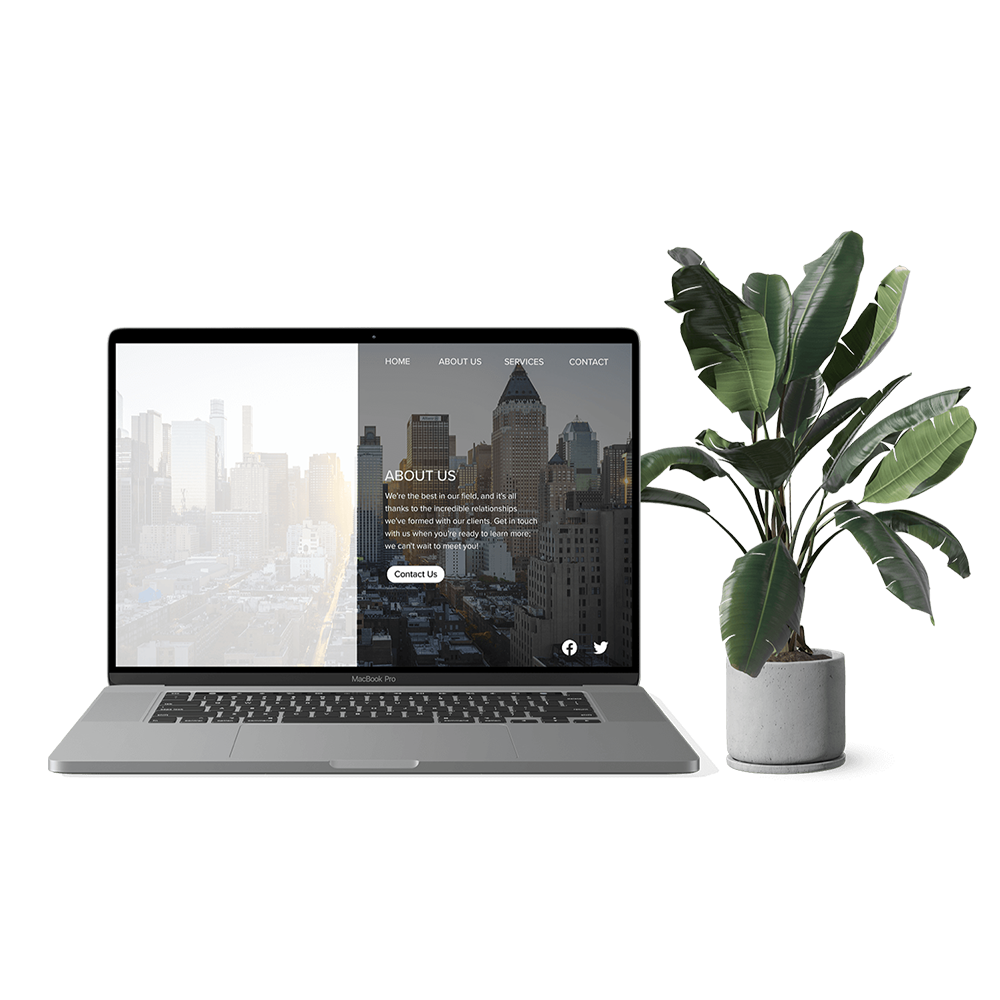 HOME ABOUT US SERVICES CONTACT
ABOUT US
We're the best in our field, and it's all
thanks to the incredible relationships
we've formed with our clients. Get in touch
with us when you're ready to learn more;
we can't wait to meet you!
Contact Us
MacBook Pro